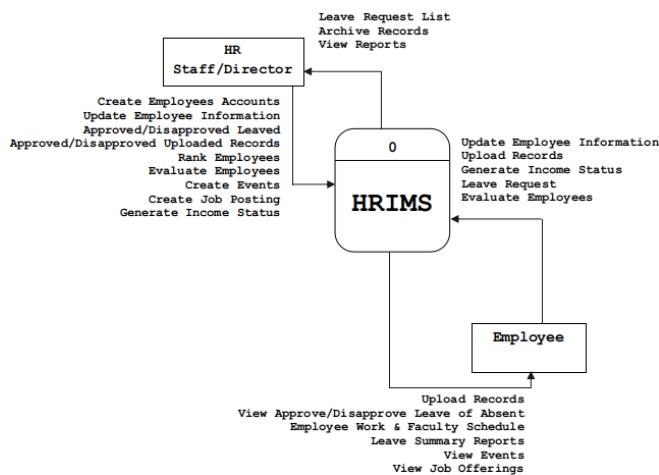 Leave Request List
Archive Records
View Reports
HR
Staff/Director
Create Employees Accounts
Update Employee Information
Approved/Disapproved Leaved
Approved/Disapproved Uploaded Records
Rank Employees
Evaluate Employees
Create Events
Create Job Posting
Generate Income Status
0
HRIMS
Update Employee Information
Upload Records
Generate Income Status
Leave Request
Evaluate Employees
Employee
Upload Records
View Approve/Disapprove Leave of Absent
Employee Work & Faculty Schedule
Leave Summary Reports
View Events
View Job Offerings